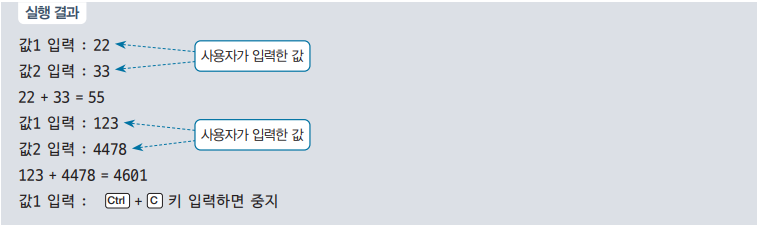 실행 결과
값1 입력 : 22
사용자가 입력한 값
값2 입력 : 33
22 + 33 = 55
값1 입력 : 123
사용자가 입력한 값
값2 입력 : 4478
123 + 4478 = 4601
값1 입력 : Ctrl + C 키 입력하면 중지